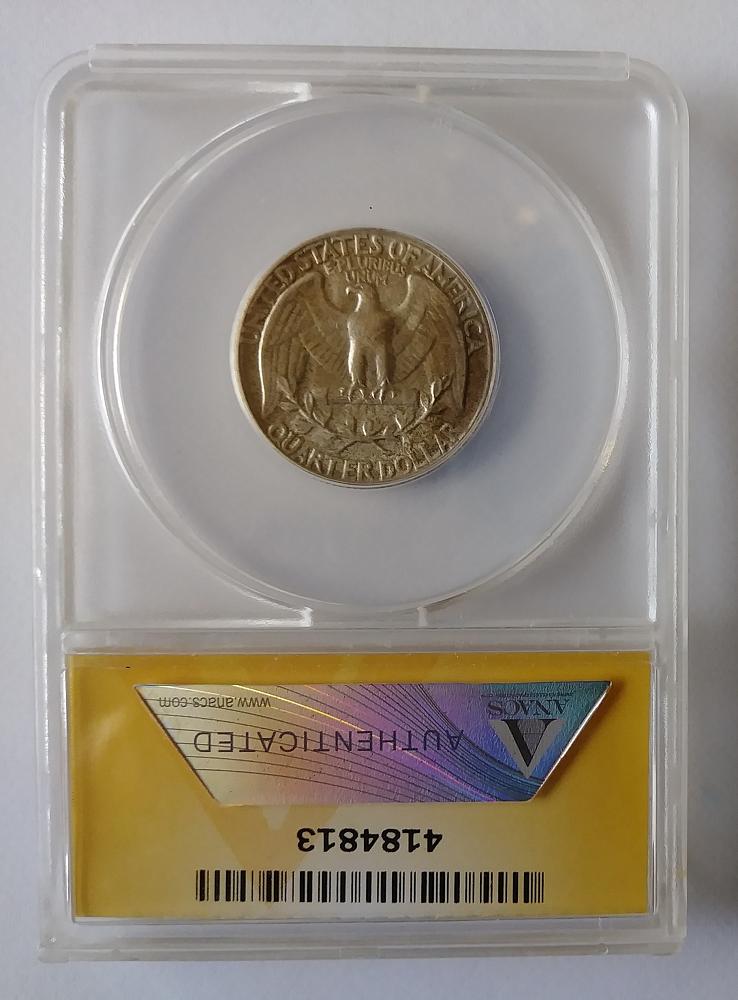 UNITED STATES OF AMERICA
E PLURIBUS
UNUM
QUARTER DOLLAR
ANACS
www.anacs.com
AUTHENTICATED
4184813